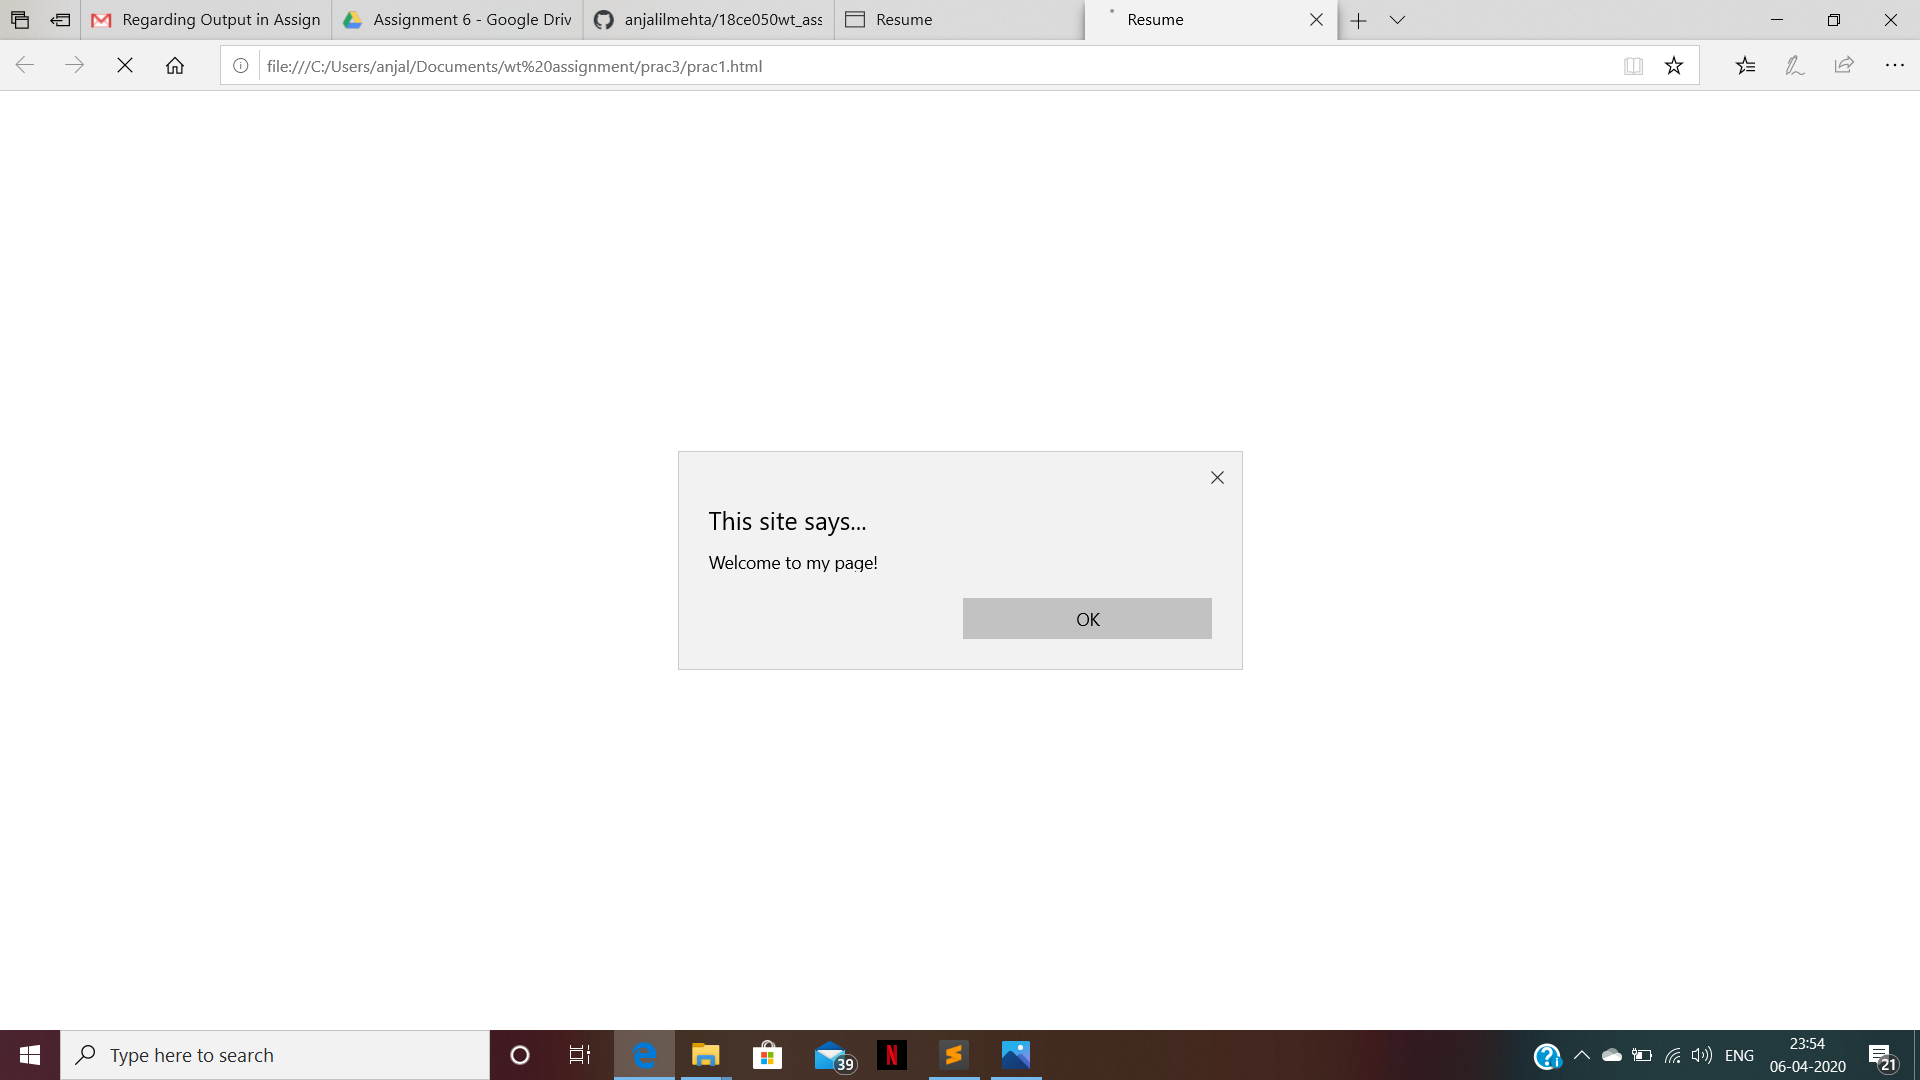 Regarding Output in Assign
Assignment 6 - Google Driv
anjalilmehta/18ce050wt_ass
Resume
Resume
file:///C:/Users/anjal/Documents/wt%20assignment/prac3/prac1.html
This site says...
Welcome to my page!
OK
Type here to search
39
N
ENG
23:54
06-04-2020
21